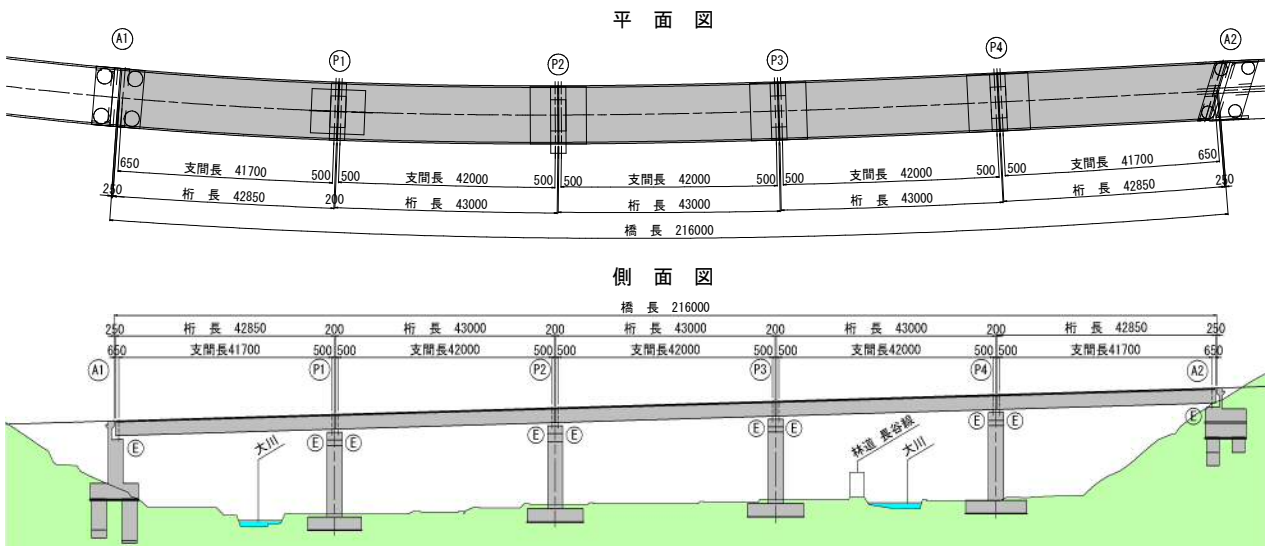 平 面 図
A1 P1 P2 P3 P4 A2
650 支間長 41700 500 500 支間長 42000 500 500 支間長 42000 500 500 支間長 42000 500 500 支間長 41700 650
250 桁 長 42850 200 桁 長 43000 桁 長 43000 桁 長 43000 桁 長 42850 250
橋 長 216000
側 面 図
橋 長 216000
250 桁 長 42850 200 桁 長 43000 200 桁 長 43000 200 桁 長 43000 200 桁 長 42850 250
650 支間長41700 500 500 支間長42000 500 500 支間長42000 500 500 支間長42000 500 500 支間長41700 650
A1 P1 P2 P3 P4 A2
E E E E E E E E E E
大川 林道 長谷線 大川